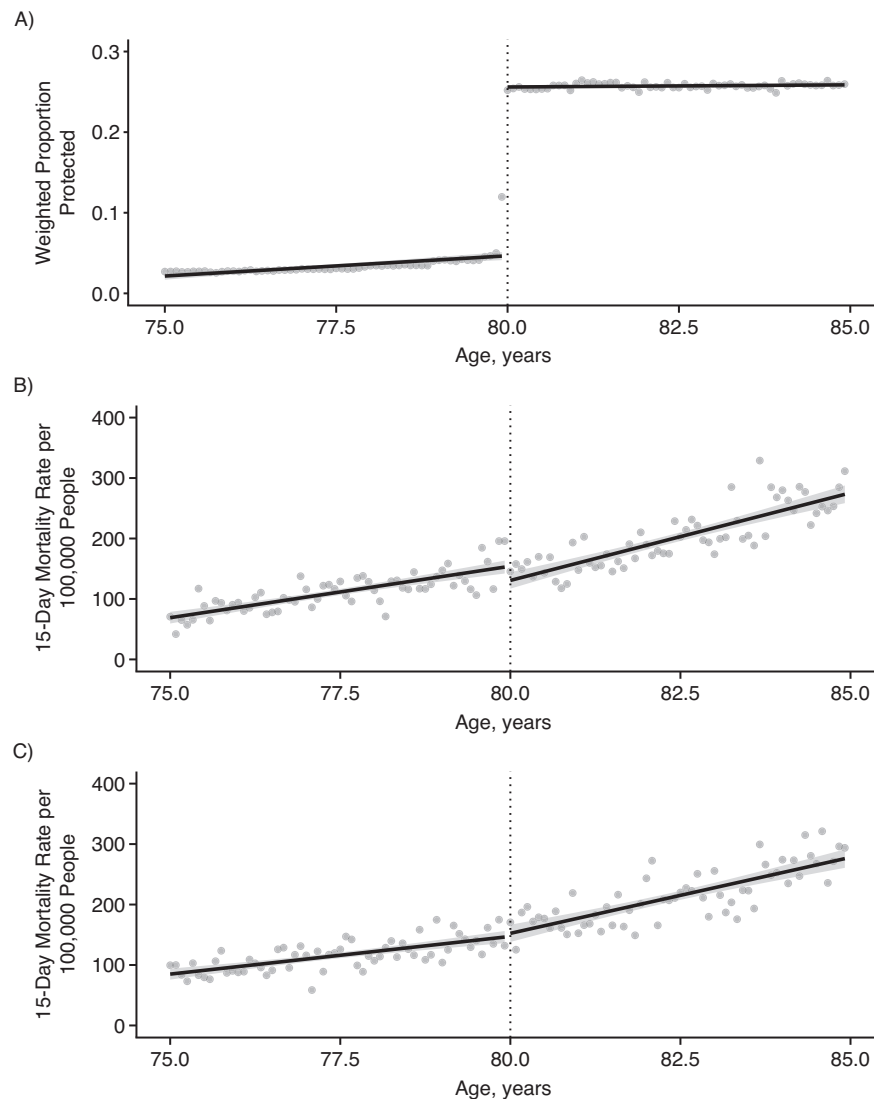 A)
Weighted Proportion
Protected
0.3
0.2
0.1
0.0
75.0 77.5 80.0 82.5 85.0
Age, years
B)
15-Day Mortality Rate per
100,000 People
400
300
200
100
0
75.0 77.5 80.0 82.5 85.0
Age, years
C)
15-Day Mortality Rate per
100,000 People
400
300
200
100
0
75.0 77.5 80.0 82.5 85.0
Age, years